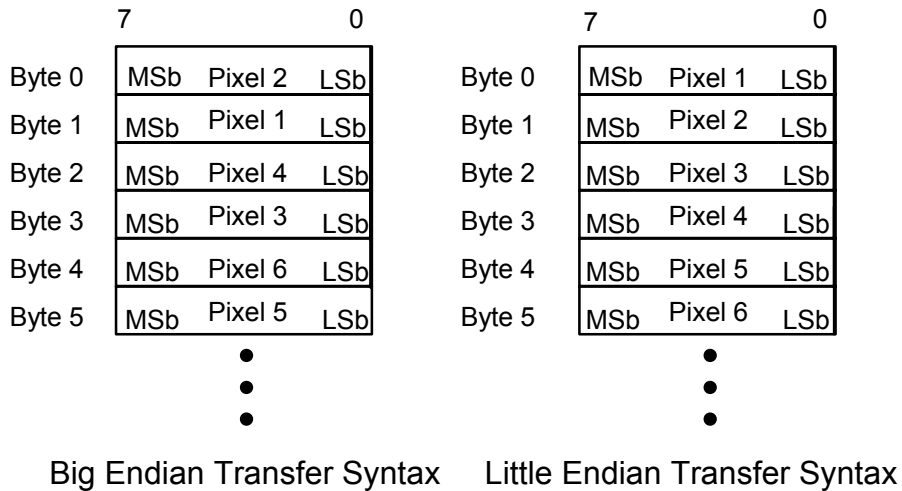 7 0 7 0
Byte 0 MSb Pixel 2 LSb Byte 0 MSb Pixel 1 LSb
Byte 1 MSb Pixel 1 LSb Byte 1 MSb Pixel 2 LSb
Byte 2 MSb Pixel 4 LSb Byte 2 MSb Pixel 3 LSb
Byte 3 MSb Pixel 3 LSb Byte 3 MSb Pixel 4 LSb
Byte 4 MSb Pixel 6 LSb Byte 4 MSb Pixel 5 LSb
Byte 5 MSb Pixel 5 LSb Byte 5 MSb Pixel 6 LSb
Big Endian Transfer Syntax Little Endian Transfer Syntax